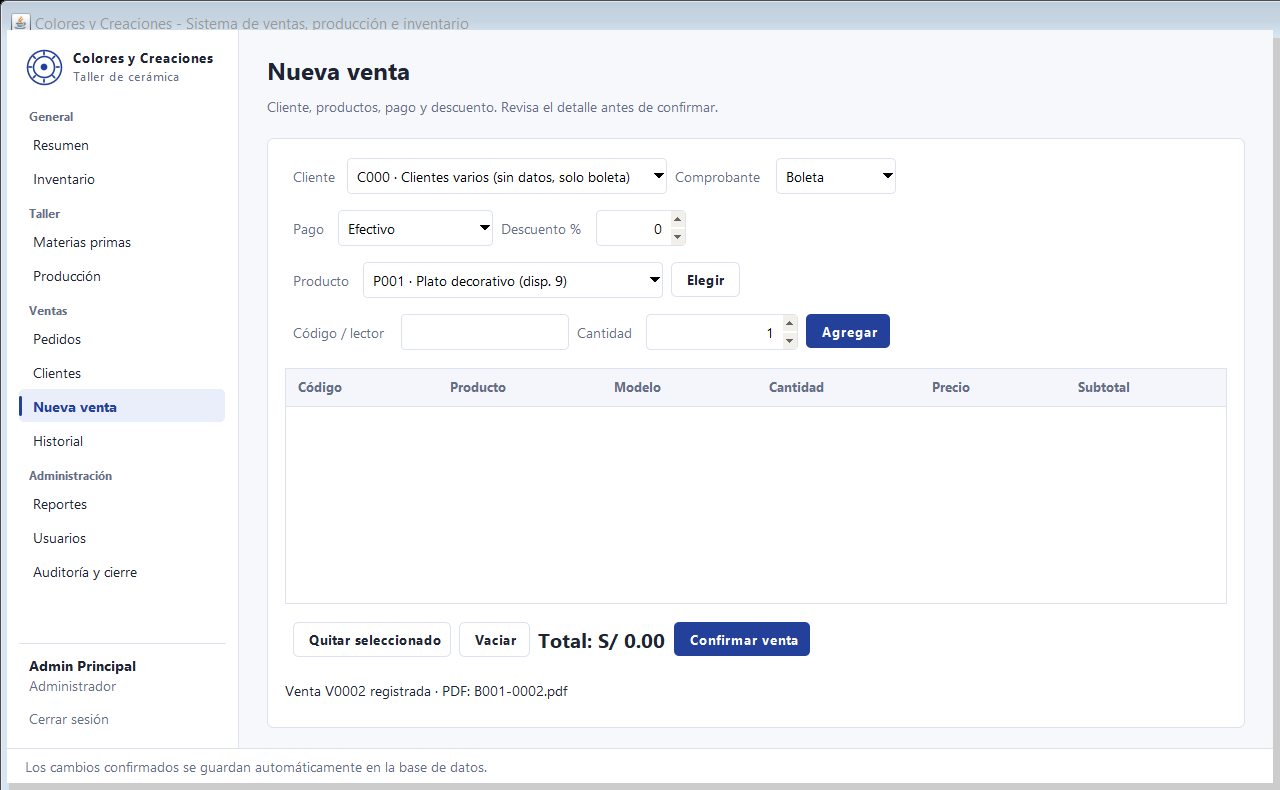 Colores y Creaciones - Sistema de ventas, producción e inventario
Colores y Creaciones
Taller de cerámica
General
Resumen
Inventario
Taller
Materias primas
Producción
Ventas
Pedidos
Clientes
Nueva venta
Historial
Administración
Reportes
Usuarios
Auditoría y cierre
Admin Principal
Administrador
Cerrar sesión
Nueva venta
Cliente, productos, pago y descuento. Revisa el detalle antes de confirmar.
Cliente C000 · Clientes varios (sin datos, solo boleta) Comprobante Boleta
Pago Efectivo Descuento % 0
Producto P001 · Plato decorativo (disp. 9) Elegir
Código / lector Cantidad 1 Agregar
Código Producto Modelo Cantidad Precio Subtotal
Quitar seleccionado Vaciar Total: S/ 0.00 Confirmar venta
Venta V0002 registrada · PDF: B001-0002.pdf
Los cambios confirmados se guardan automáticamente en la base de datos.